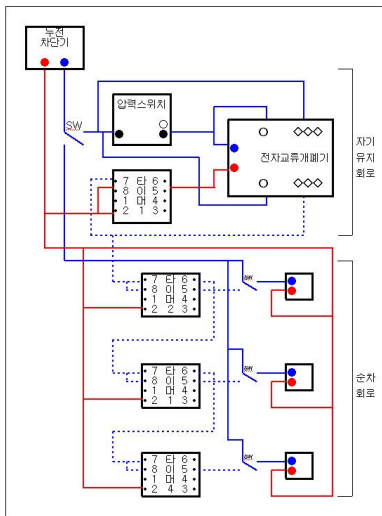 누전
차단기
SW
압력스위치
전자교류개폐기
자기
유지
회로
7 타 6
8 이 5
1 머 4
2 1 3
7 타 6
8 이 5
1 머 4
2 2 3
SW
7 타 6
8 이 5
1 머 4
2 1 3
SW
순차
회로
7 타 6
8 이 5
1 머 4
2 4 3
SW